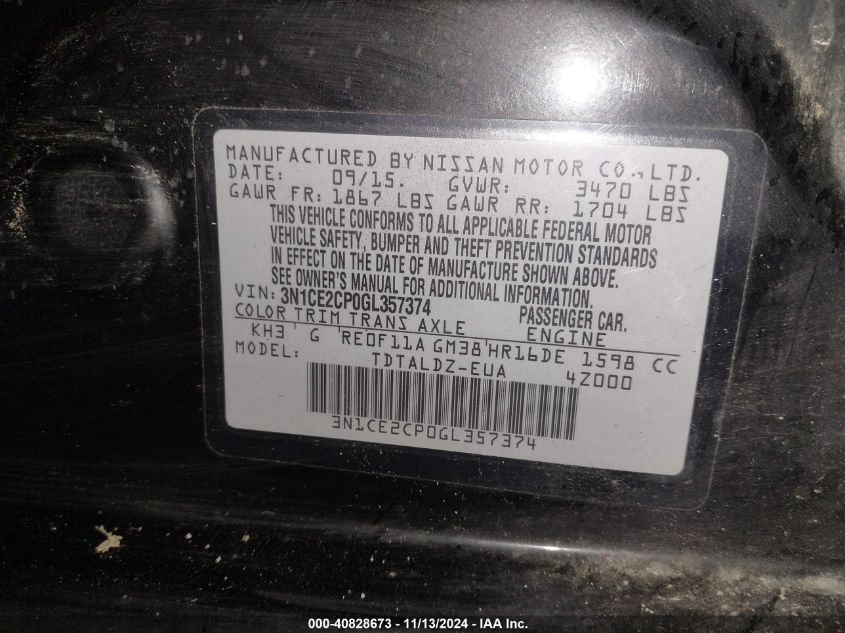 MANUFACTURED BY NISSAN MOTOR CO., LTD.
DATE: 09/15. GVWR: 3470 LBS
GAWR FR: 1867 LBS GAWR RR: 1704 LBS
THIS VEHICLE CONFORMS TO ALL APPLICABLE FEDERAL MOTOR
VEHICLE SAFETY, BUMPER AND THEFT PREVENTION STANDARDS
IN EFFECT ON THE DATE OF MANUFACTURE SHOWN ABOVE.
SEE OWNER'S MANUAL FOR ADDITIONAL INFORMATION.
VIN: 3N1CE2CP0GL357374 PASSENGER CAR.
COLOR TRIM TRANS AXLE ENGINE
KH3 ' G 'RE0F11A GM38'HR16DE 1598 CC
MODEL: TDTALDZ-EUA 4Z000
3N1CE2CP0GL357374
000-40828673 - 11/13/2024 - IAA Inc.